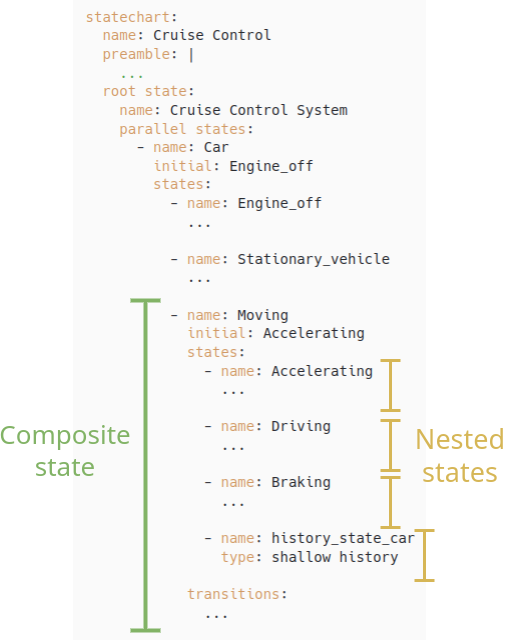 statechart:
name: Cruise Control
preamble: |
...
root state:
name: Cruise Control System
parallel states:
- name: Car
initial: Engine_off
states:
- name: Engine_off
...
- name: Stationary_vehicle
...
- name: Moving
initial: Accelerating
states:
- name: Accelerating
...
- name: Driving
...
- name: Braking
...
- name: history_state_car
type: shallow history
transitions:
...
Composite
state
Nested
states